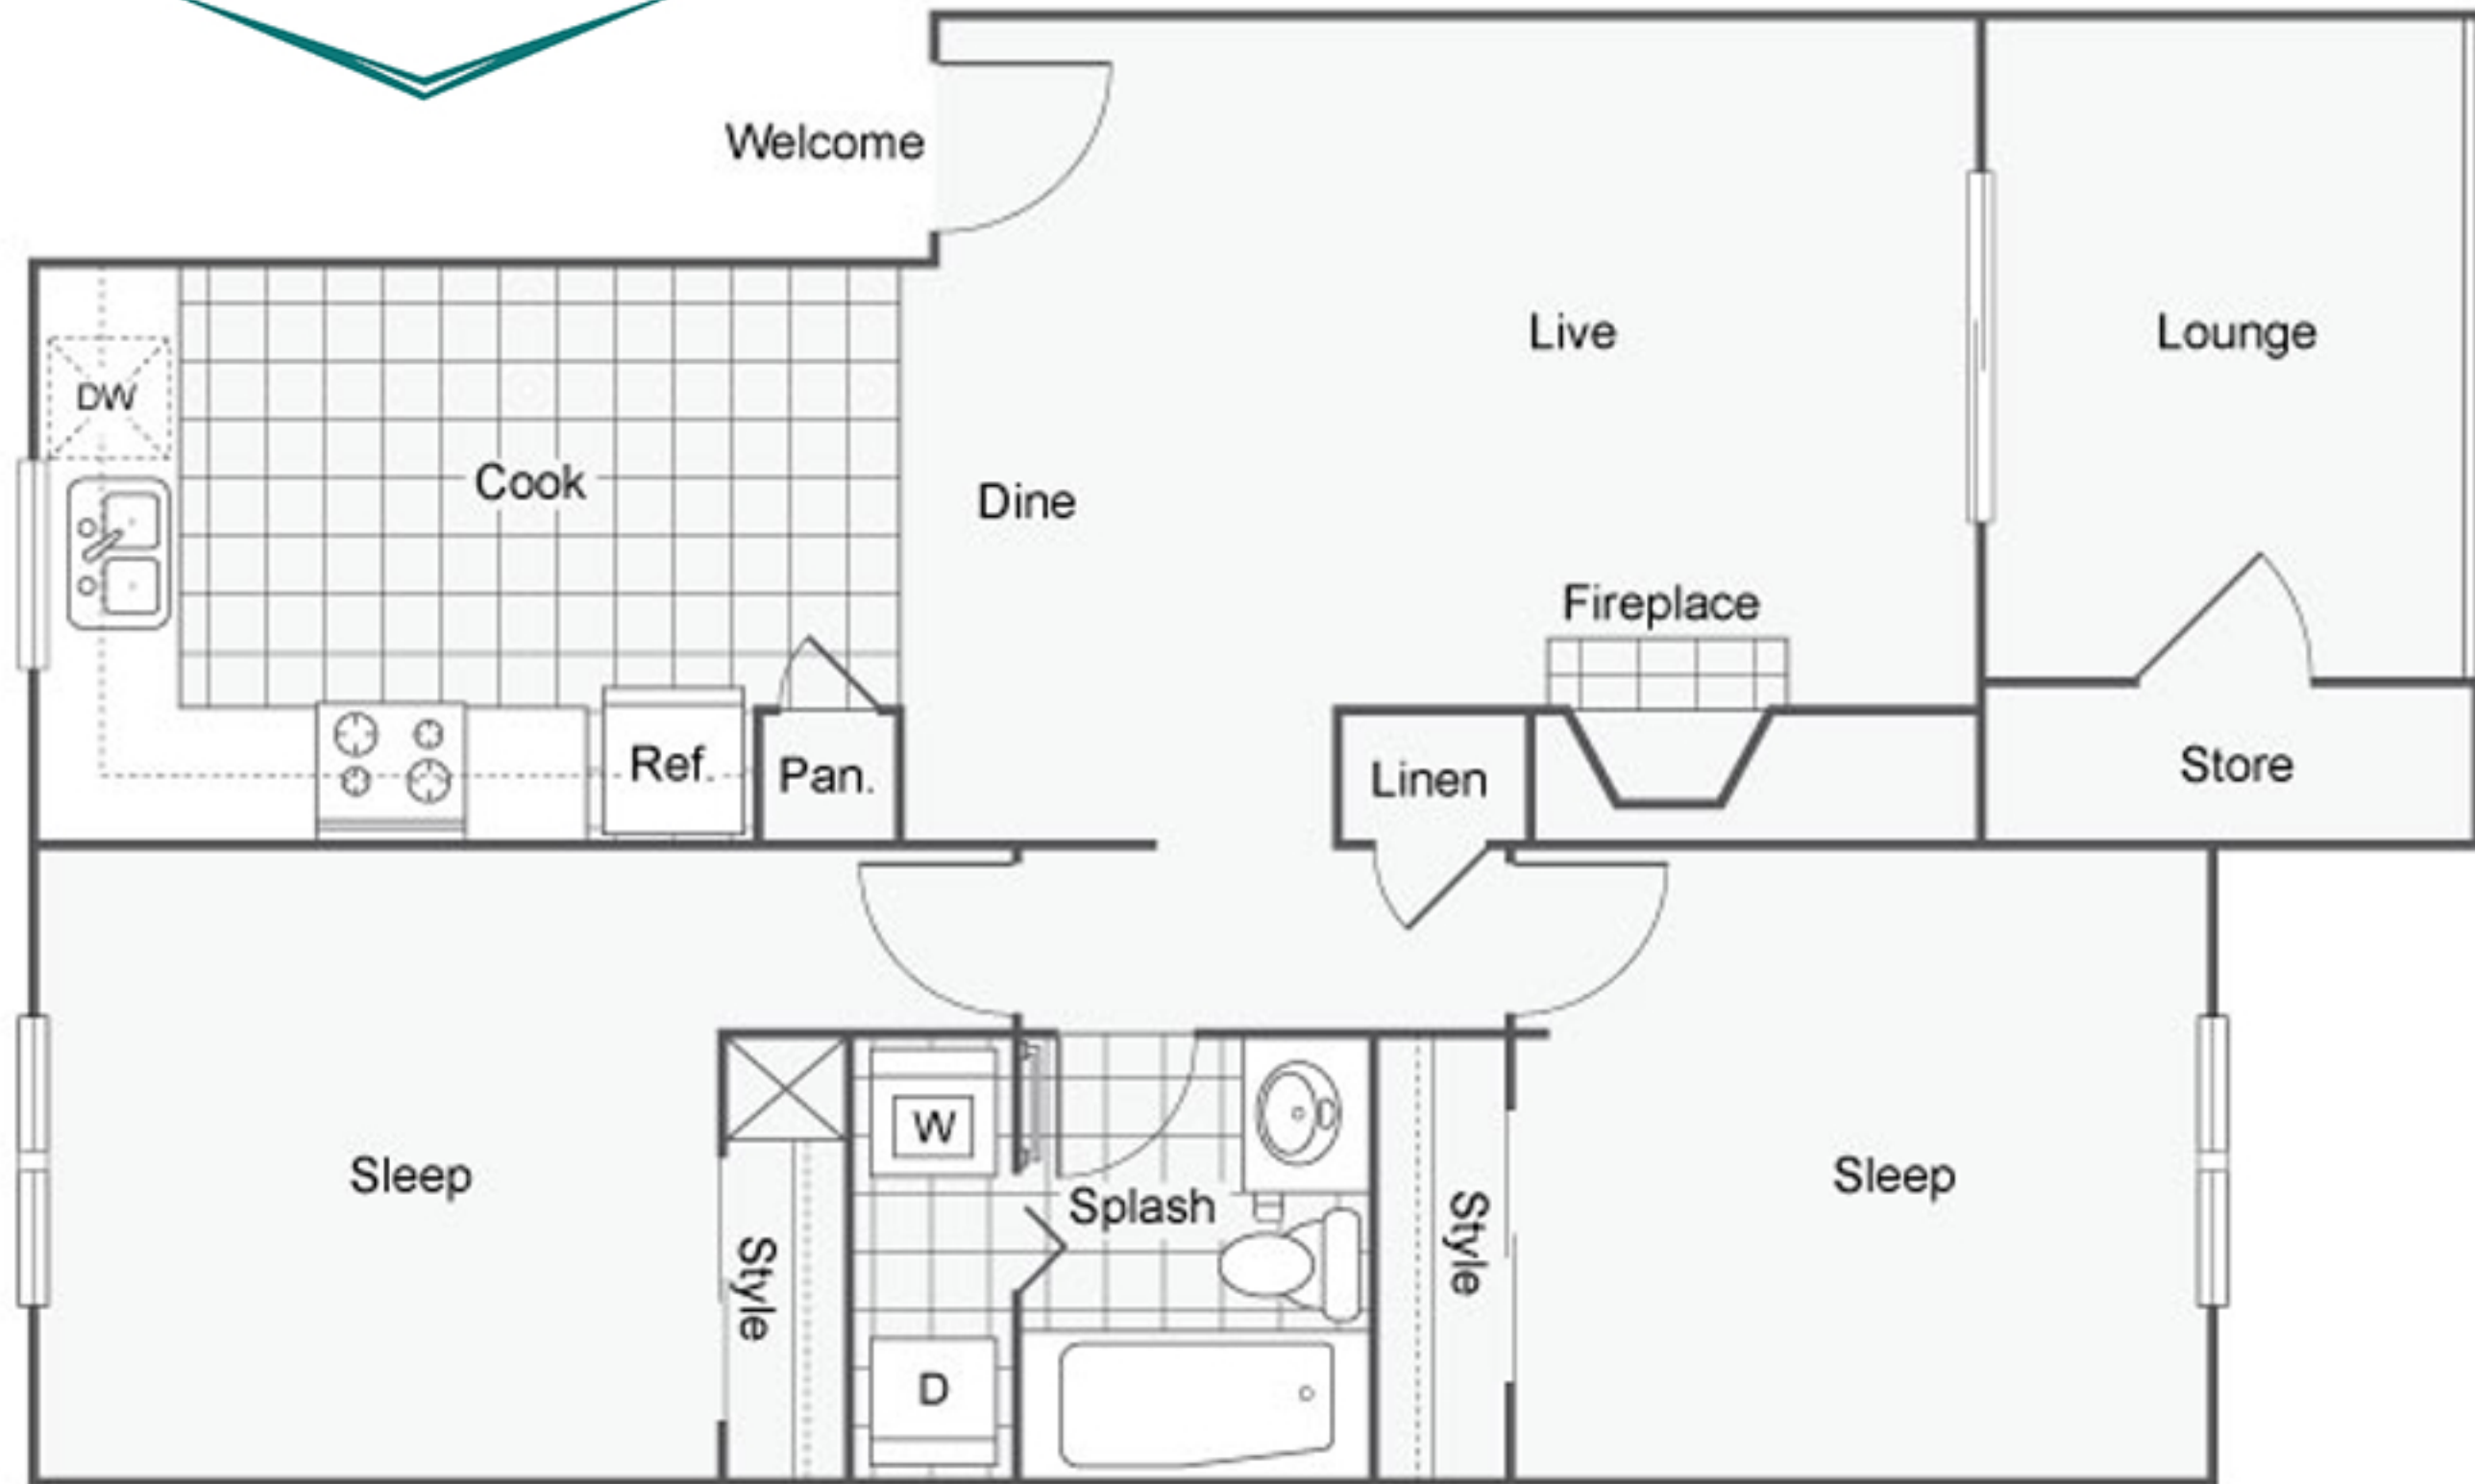 Welcome
Live
Lounge
DW
Cook
Dine
Fireplace
Ref.
Pan.
Linen
Store
W
Sleep
Splash
Sleep
Style
Style
D